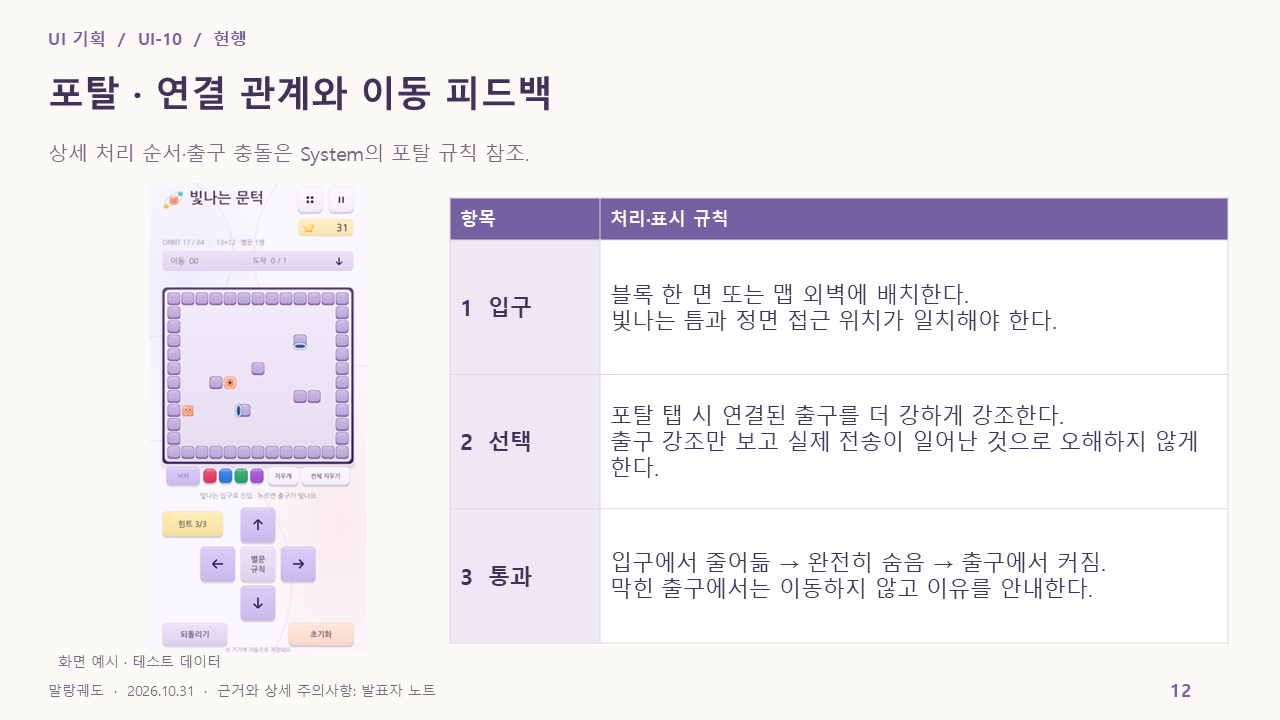 UI 기획 / UI-10 / 현행
포탈 · 연결 관계와 이동 피드백
상세 처리 순서·출구 충돌은 System의 포탈 규칙 참조.
빛나는 문턱
31
ORBIT 17 / 64 · 13×12 · 별문 1쌍
이동 00 도착 0 / 1 ↓
낙서 지우개 전체 지우기
빛나는 입구로 진입 · 누르면 출구가 빛나요
힌트 3/3
↑
←
별문
규칙
→
↓
되돌리기
초기화
이 기기에 자동으로 저장돼요
화면 예시 · 테스트 데이터
항목 처리·표시 규칙
1 입구
블록 한 면 또는 맵 외벽에 배치한다.
빛나는 틈과 정면 접근 위치가 일치해야 한다.
2 선택
포탈 탭 시 연결된 출구를 더 강하게 강조한다.
출구 강조만 보고 실제 전송이 일어난 것으로 오해하지 않게
한다.
3 통과
입구에서 줄어듦 → 완전히 숨음 → 출구에서 커짐.
막힌 출구에서는 이동하지 않고 이유를 안내한다.
말랑궤도 · 2026.10.31 · 근거와 상세 주의사항: 발표자 노트
12